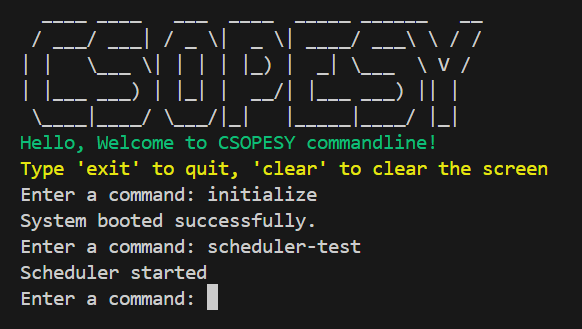 CSOPESY
Hello, Welcome to CSOPESY commandline!
Type 'exit' to quit, 'clear' to clear the screen
Enter a command: initialize
System booted successfully.
Enter a command: scheduler-test
Scheduler started
Enter a command: